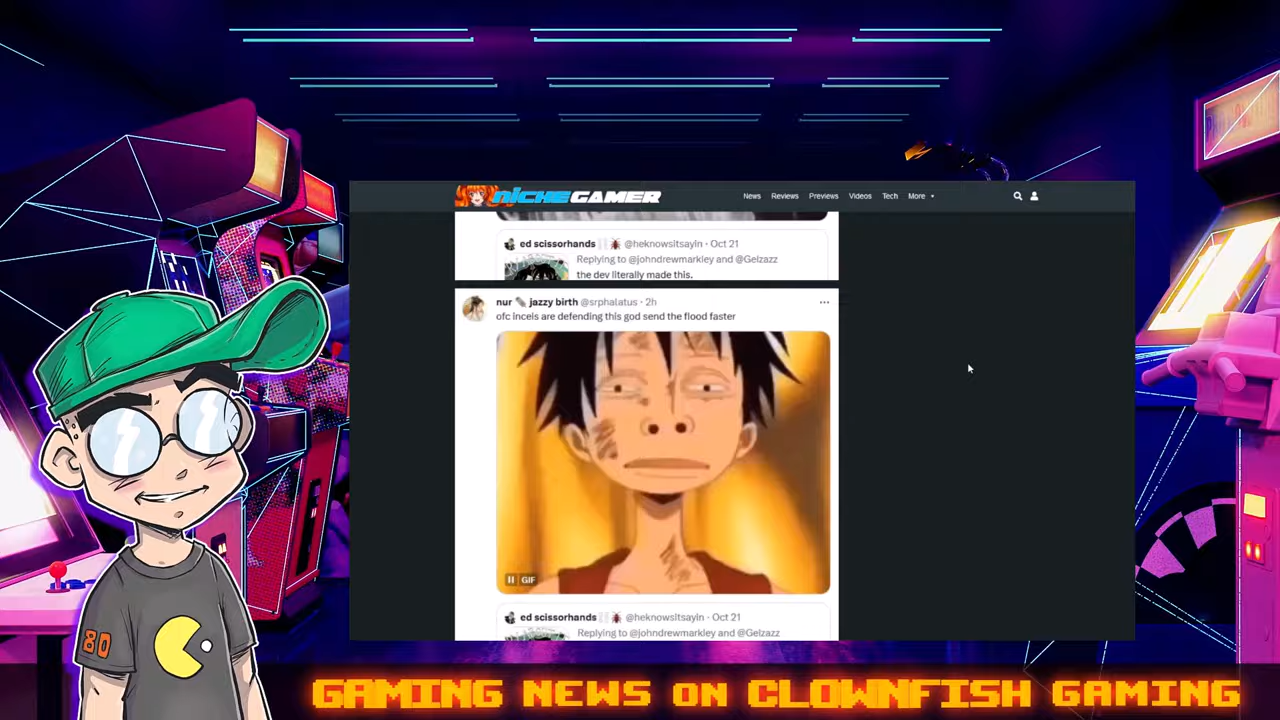 NICHEGAMER
News Reviews Previews Videos Tech More
ed scissorhands @heknowsitsayin · Oct 21
Replying to @johndrewmarkley and @Geizazz
the dev literally made this.
nur jazzy birth @srphalatus · 2h
ofc incels are defending this god send the flood faster
GIF
ed scissorhands @heknowsitsayin · Oct 21
Replying to @johndrewmarkley and @Geizazz
80
GAMING NEWS ON CLOWNFISH GAMING